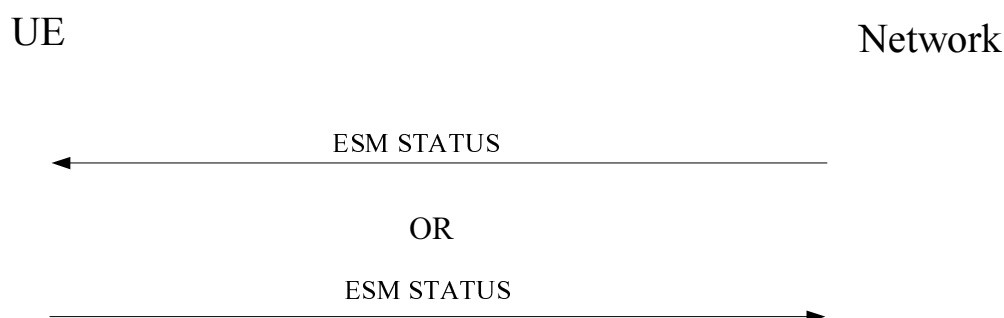 UE
Network
ESM STATUS
OR
ESM STATUS